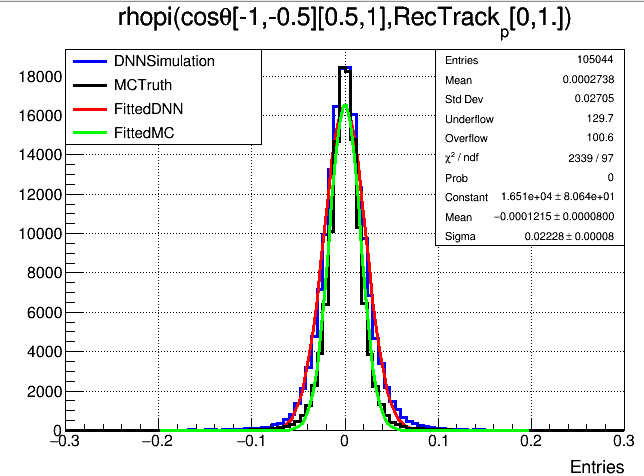 rhopi(cosθ[-1,-0.5][0.5,1],RecTrack_p[0,1.])
DNNSimulation
MCTruth
FittedDNN
FittedMC
Entries 105044
Mean 0.0002738
Std Dev 0.02705
Underflow 129.7
Overflow 100.6
χ² / ndf 2339 / 97
Prob 0
Constant 1.651e+04 ± 8.064e+01
Mean −0.0001215 ± 0.0000800
Sigma 0.02228 ± 0.00008
18000
16000
14000
12000
10000
8000
6000
4000
2000
0
−0.3 −0.2 −0.1 0 0.1 0.2 0.3
Entries